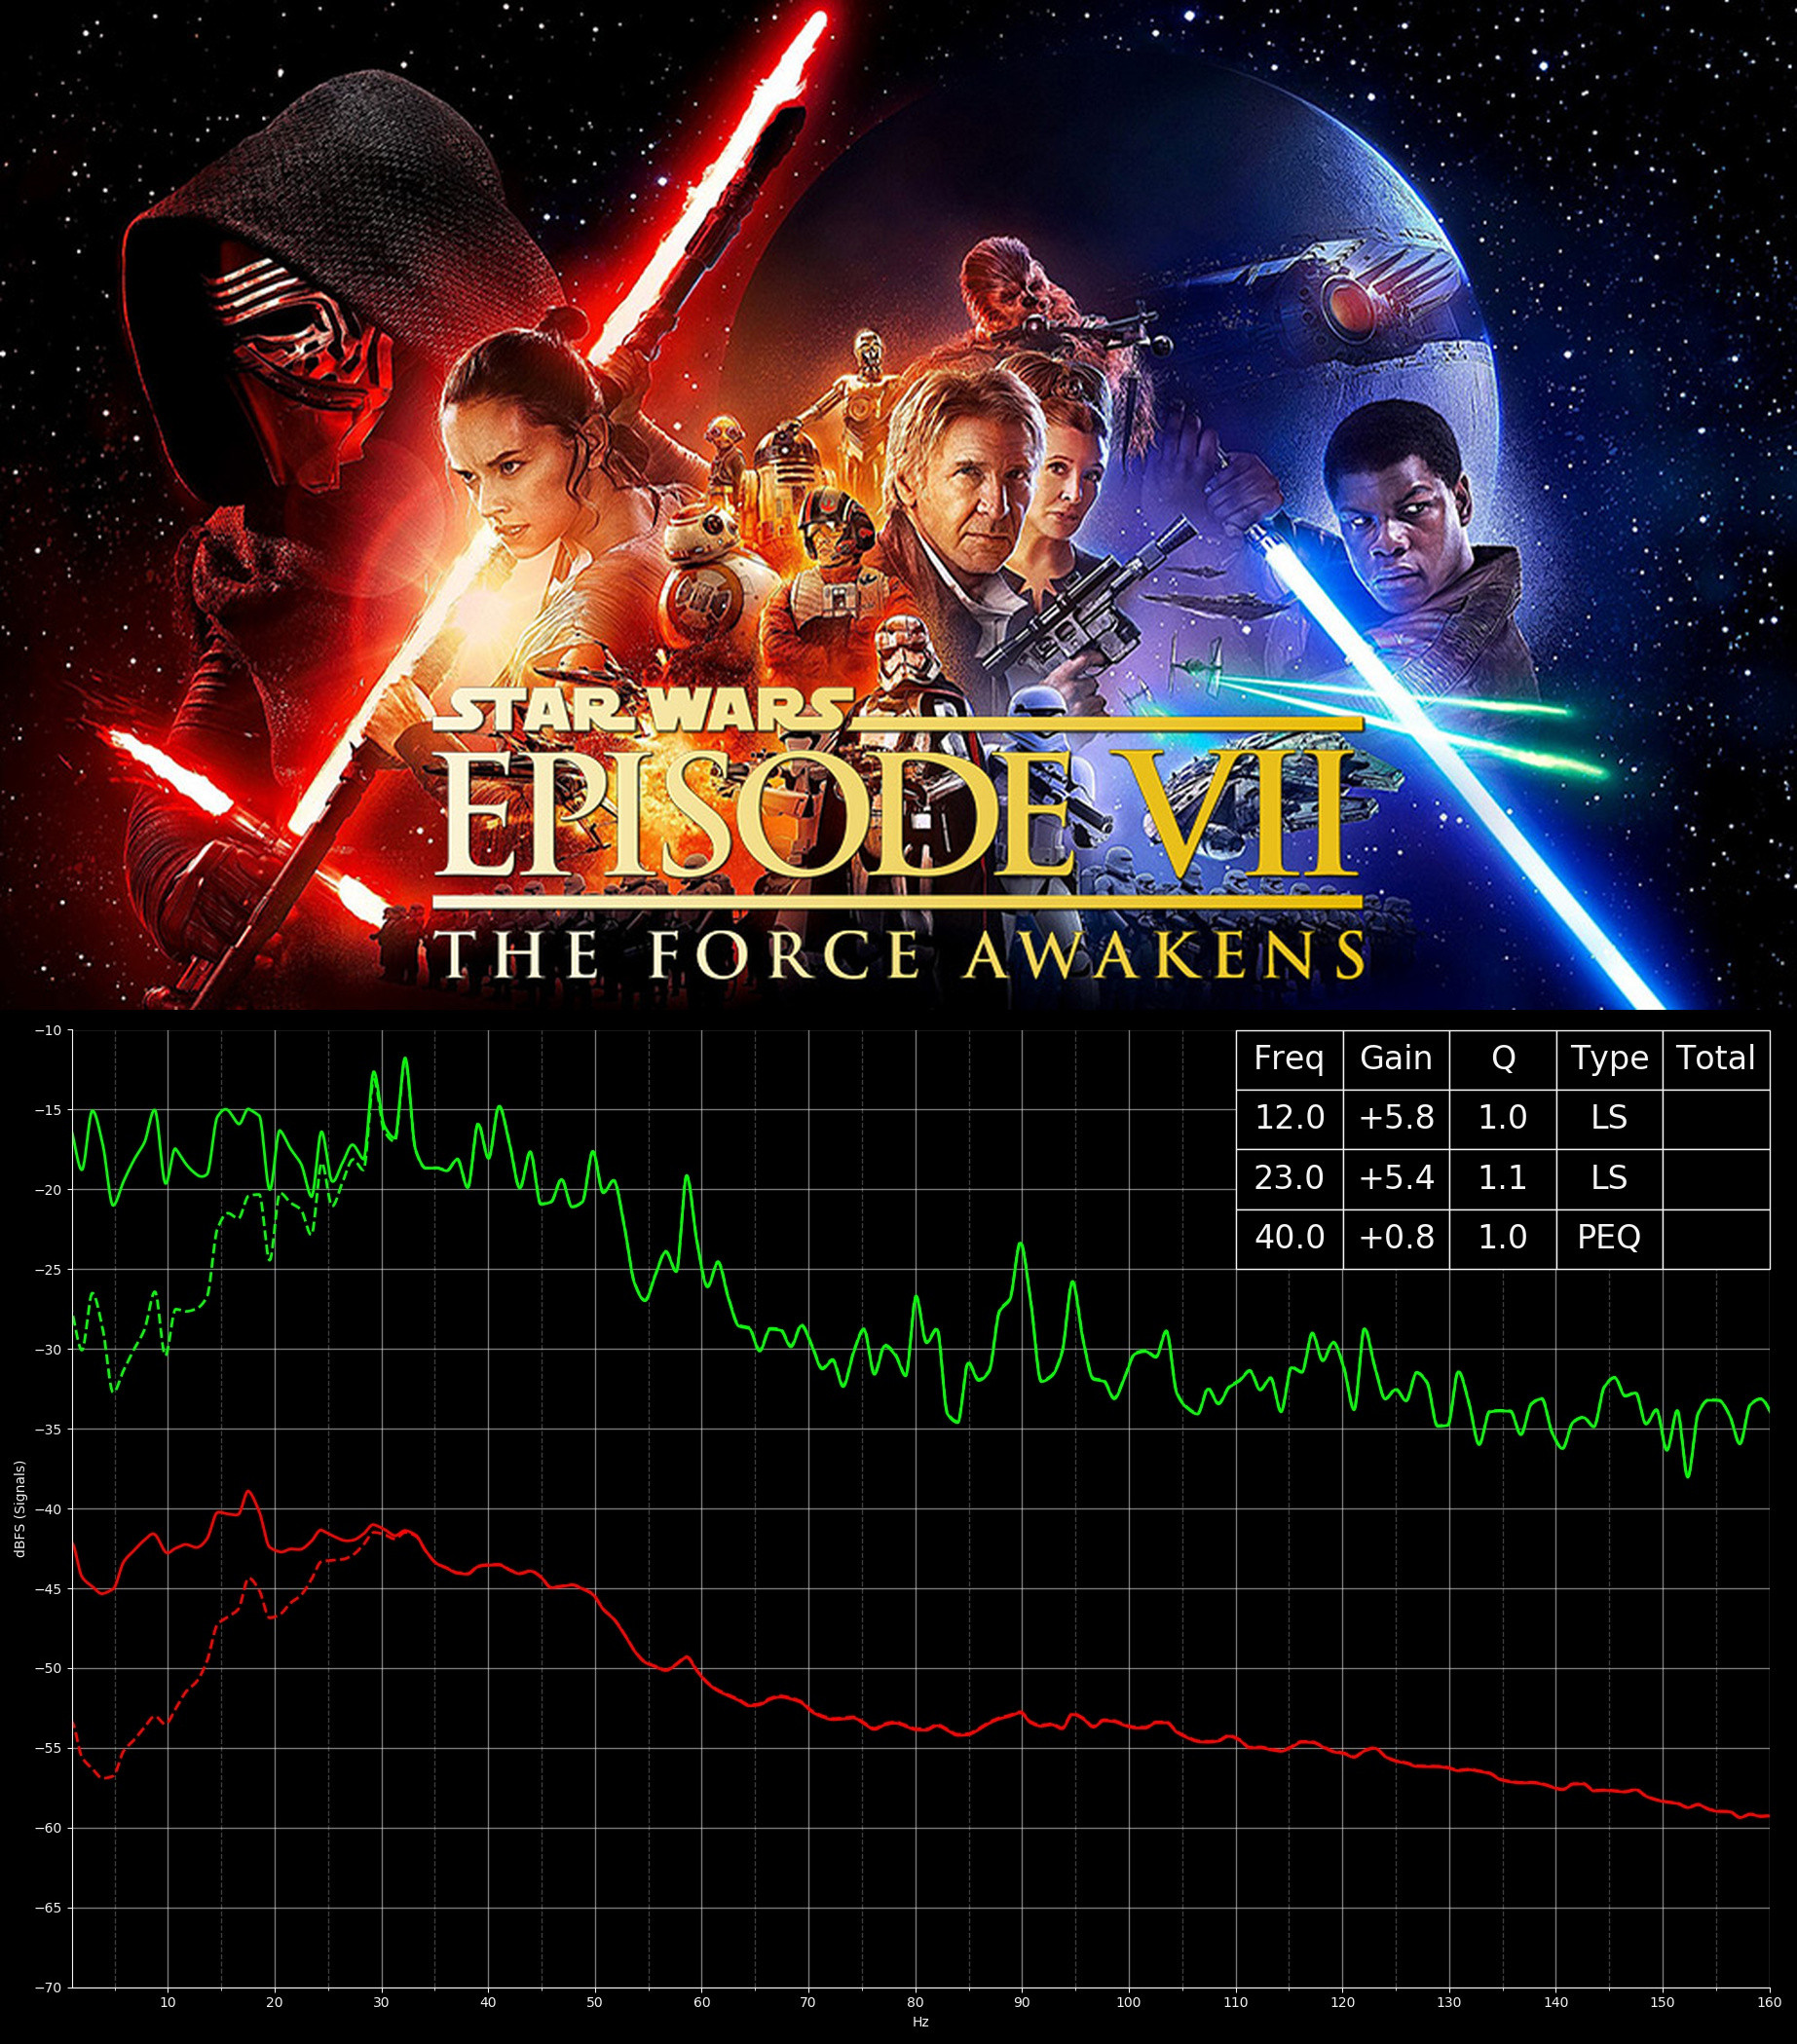 STAR WARS
EPISODE VII
THE FORCE AWAKENS
Freq Gain Q Type Total
12.0 +5.8 1.0 LS
23.0 +5.4 1.1 LS
40.0 +0.8 1.0 PEQ
dBFS (Signals)
−10
−15
−20
−25
−30
−35
−40
−45
−50
−55
−60
−65
−70
10 20 30 40 50 60 70 80 90 100 110 120 130 140 150 160
Hz